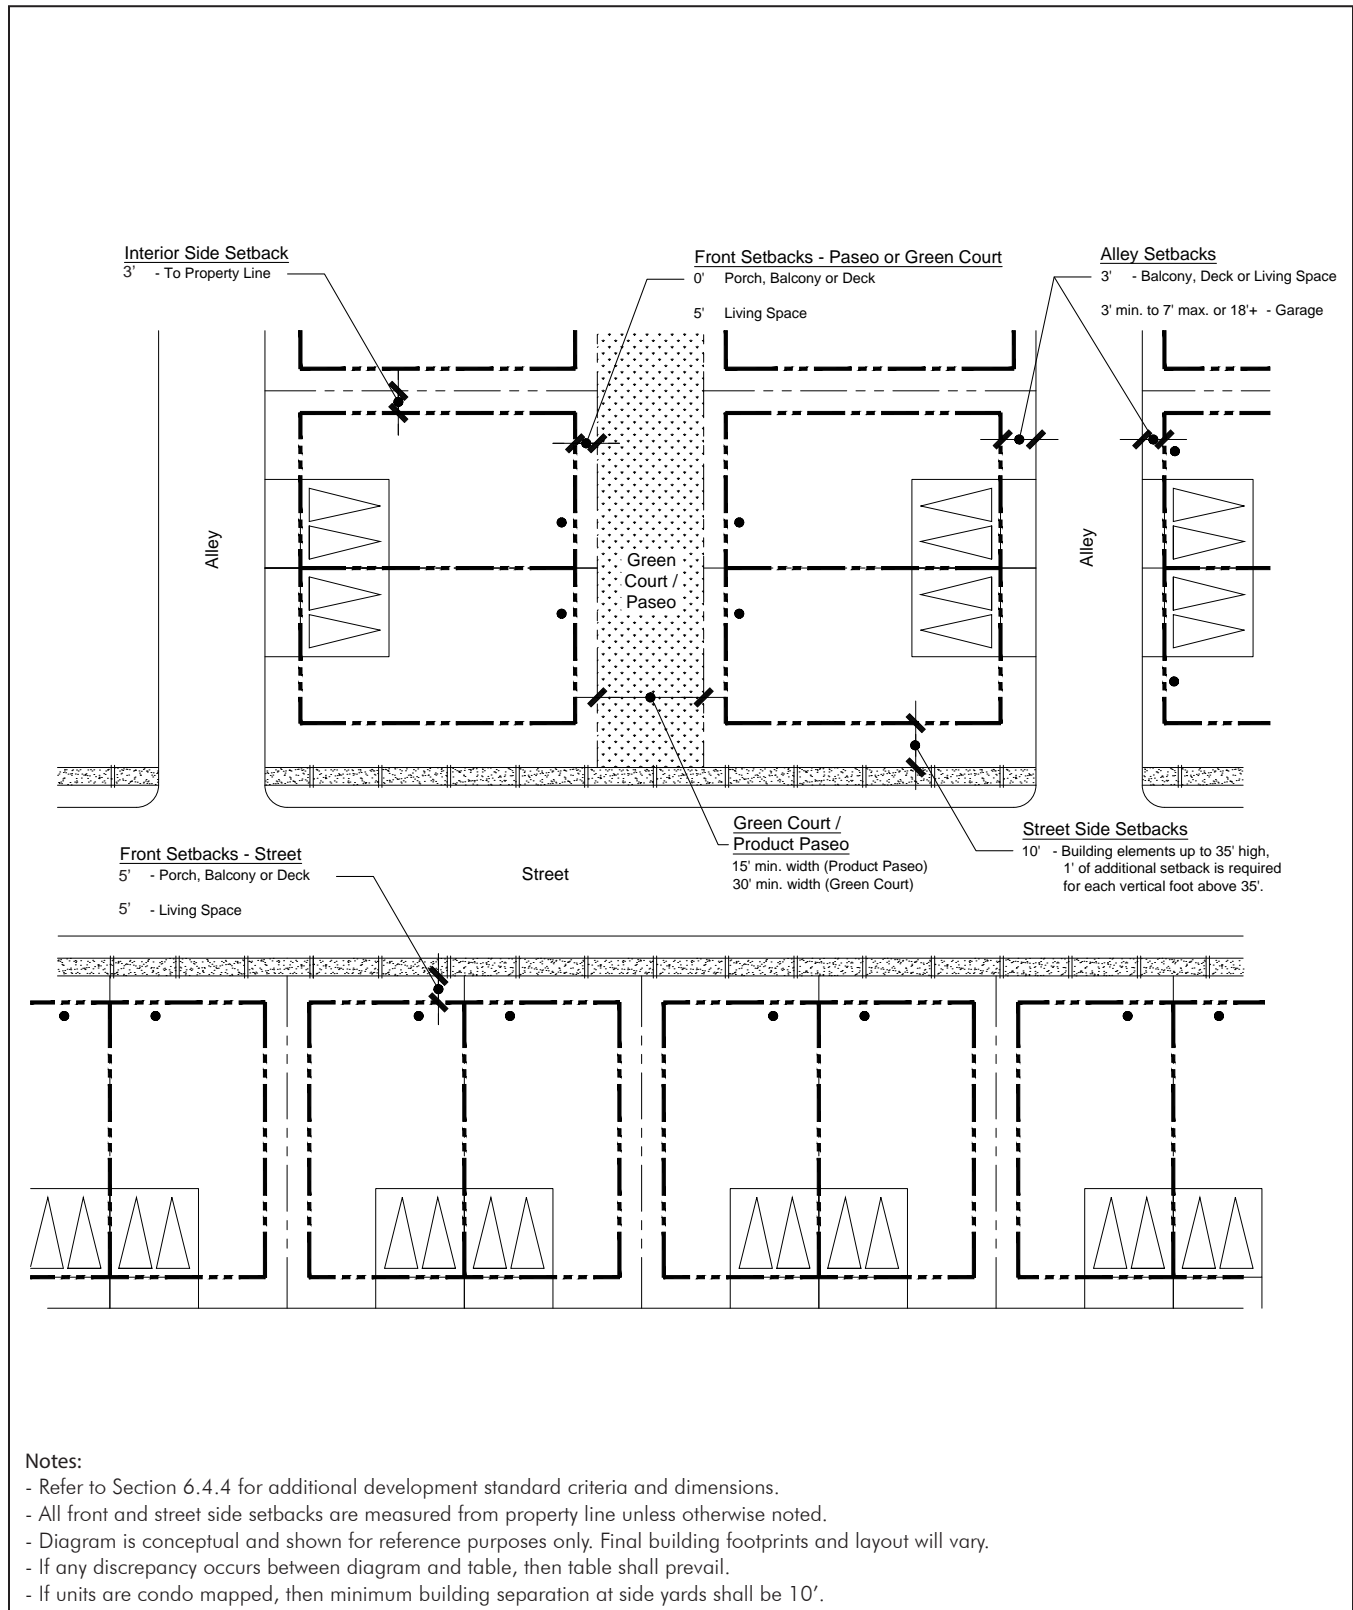 Interior Side Setback
3' - To Property Line
Front Setbacks - Paseo or Green Court
0' Porch, Balcony or Deck
5' Living Space
Alley Setbacks
3' - Balcony, Deck or Living Space
3' min. to 7' max. or 18'+ - Garage
Alley
Green
Court /
Paseo
Alley
Front Setbacks - Street
5' - Porch, Balcony or Deck
5' - Living Space
Street
Green Court /
Product Paseo
15' min. width (Product Paseo)
30' min. width (Green Court)
Street Side Setbacks
10' - Building elements up to 35' high,
1' of additional setback is required
for each vertical foot above 35'.
Notes:
- Refer to Section 6.4.4 for additional development standard criteria and dimensions.
- All front and street side setbacks are measured from property line unless otherwise noted.
- Diagram is conceptual and shown for reference purposes only. Final building footprints and layout will vary.
- If any discrepancy occurs between diagram and table, then table shall prevail.
- If units are condo mapped, then minimum building separation at side yards shall be 10'.